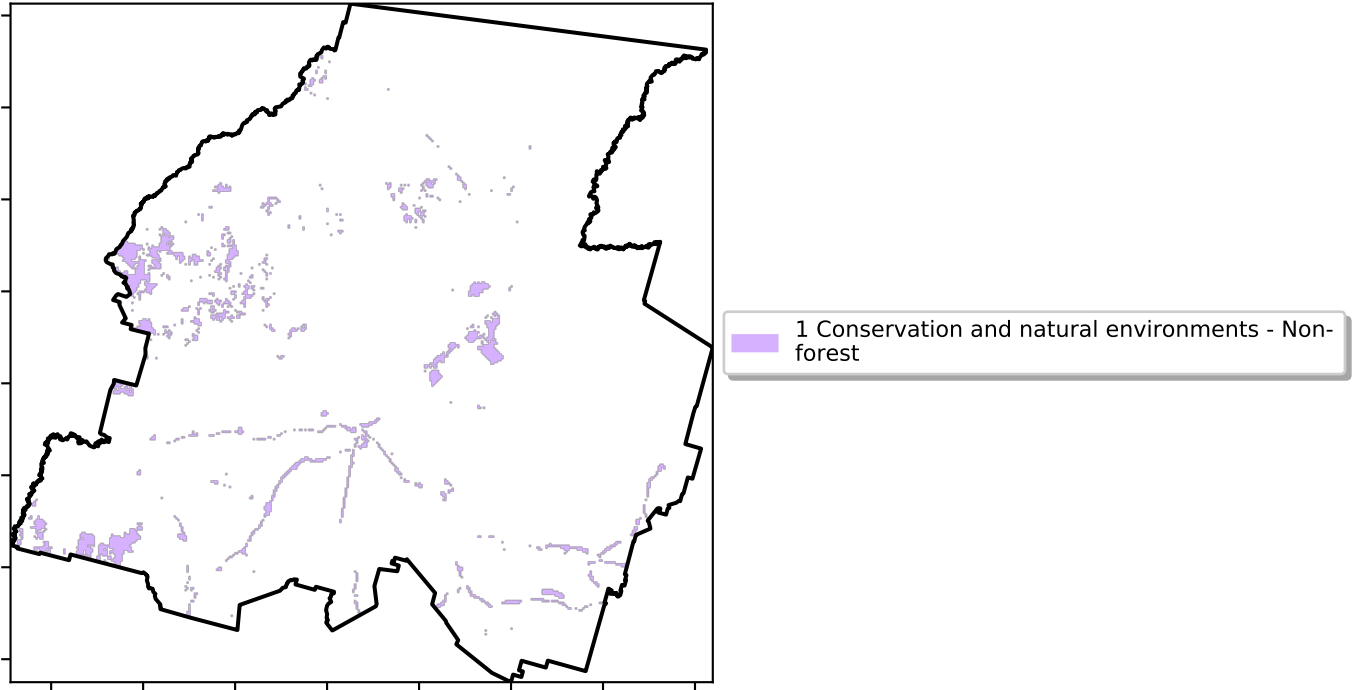 1 Conservation and natural environments - Non-
forest